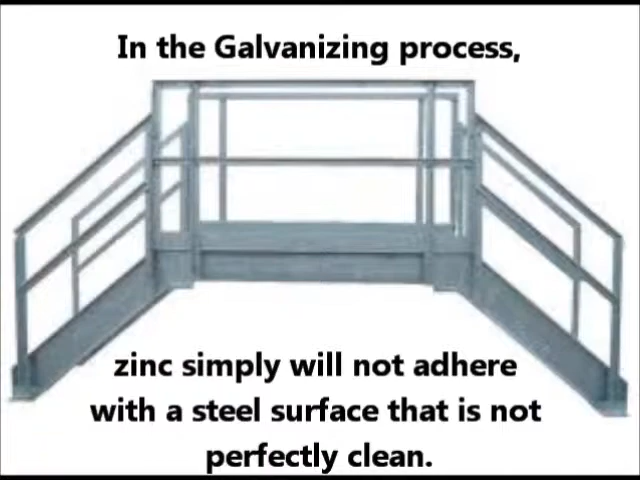 In the Galvanizing process,
zinc simply will not adhere
with a steel surface that is not
perfectly clean.